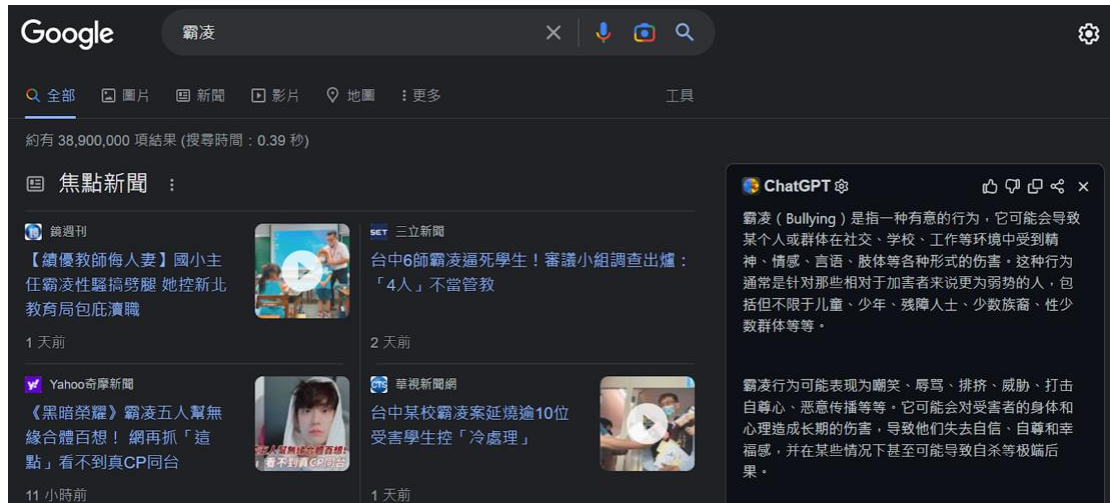 Google
霸凌
全部 圖片 新聞 影片 地圖 更多 工具
約有 38,900,000 項結果 (搜尋時間：0.39 秒)
焦點新聞
鏡週刊
【績優教師侮人妻】國小主
任霸凌性騷搞劈腿 她控新北
教育局包庇瀆職
1 天前
SET 三立新聞
台中6師霸凌逼死學生！審議小組調查出爐：
「4人」不當管教
2 天前
Yahoo奇摩新聞
《黑暗榮耀》霸凌五人幫無
緣合體百想！ 網再抓「這
點」看不到真CP同台
11 小時前
看不到真CP同台
CTS 華視新聞網
台中某校霸凌案延燒逾10位
受害學生控「冷處理」
1 天前
ChatGPT
霸凌（Bullying）是指一种有意的行为，它可能会导致
某个人或群体在社交、学校、工作等环境中受到精
神、情感、言语、肢体等各种形式的伤害。这种行为
通常是针对那些相对于加害者来说更为弱势的人，包
括但不限于儿童、少年、残障人士、少数族裔、性少
数群体等等。
霸凌行为可能表现为嘲笑、辱骂、排挤、威胁、打击
自尊心、恶意传播等等。它可能会对受害者的身体和
心理造成长期的伤害，导致他们失去自信、自尊和幸
福感，并在某些情况下甚至可能导致自杀等极端后
果。